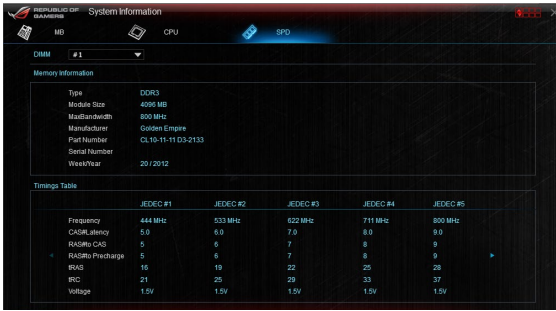 REPUBLIC OF GAMERS System Information
MB CPU SPD
DIMM #1
Memory Information
Type DDR3
Module Size 4096 MB
MaxBandwidth 800 MHz
Manufacturer Golden Empire
Part Number CL10-11-11 D3-2133
Serial Number
Week/Year 20 / 2012
Timings Table
JEDEC #1 JEDEC #2 JEDEC #3 JEDEC #4 JEDEC #5
Frequency 444 MHz 533 MHz 622 MHz 711 MHz 800 MHz
CAS#Latency 5.0 6.0 7.0 8.0 9.0
RAS#to CAS 5 6 7 8 9
RAS#to Precharge 5 6 7 8 9
tRAS 16 19 22 25 28
tRC 21 25 29 33 37
Voltage 1.5V 1.5V 1.5V 1.5V 1.5V